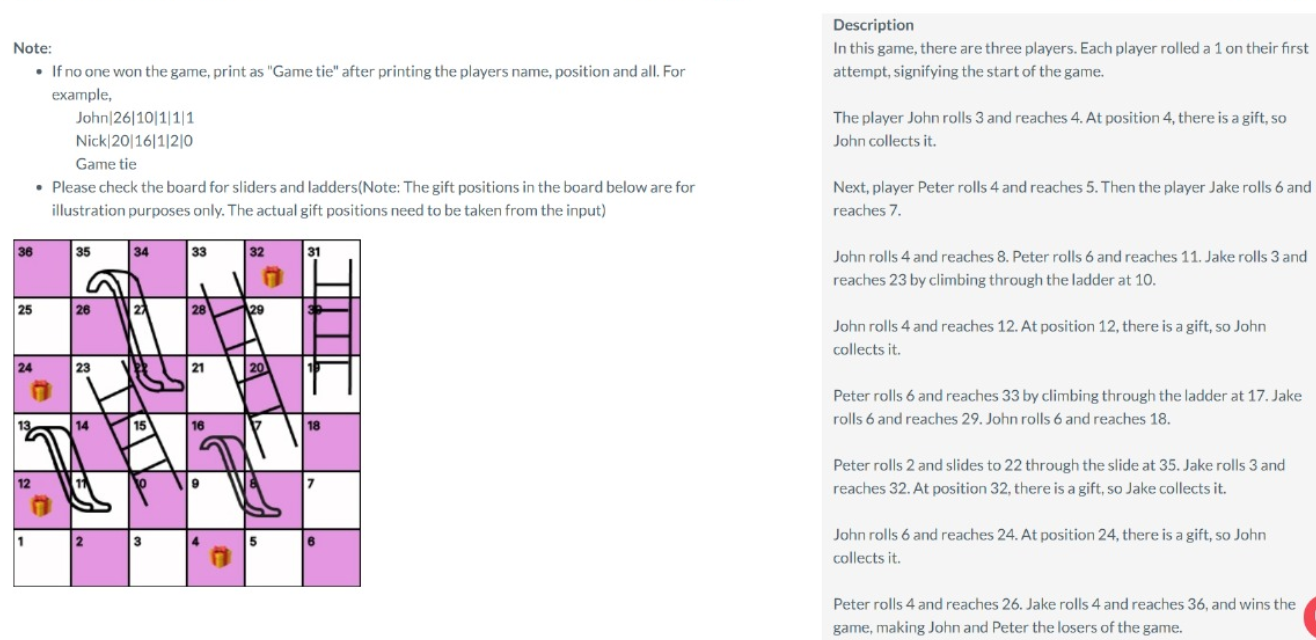 Note:
• If no one won the game, print as "Game tie" after printing the players name, position and all. For
example,
John|26|10|1|1|1
Nick|20|16|1|2|0
Game tie
• Please check the board for sliders and ladders(Note: The gift positions in the board below are for
illustration purposes only. The actual gift positions need to be taken from the input)
36 35 34 33 32 31
25 26 27 28 29 30
24 23 22 21 20 19
13 14 15 16 17 18
12 11 10 9 8 7
1 2 3 4 5 6
Description
In this game, there are three players. Each player rolled a 1 on their first
attempt, signifying the start of the game.
The player John rolls 3 and reaches 4. At position 4, there is a gift, so
John collects it.
Next, player Peter rolls 4 and reaches 5. Then the player Jake rolls 6 and
reaches 7.
John rolls 4 and reaches 8. Peter rolls 6 and reaches 11. Jake rolls 3 and
reaches 23 by climbing through the ladder at 10.
John rolls 4 and reaches 12. At position 12, there is a gift, so John
collects it.
Peter rolls 6 and reaches 33 by climbing through the ladder at 17. Jake
rolls 6 and reaches 29. John rolls 6 and reaches 18.
Peter rolls 2 and slides to 22 through the slide at 35. Jake rolls 3 and
reaches 32. At position 32, there is a gift, so Jake collects it.
John rolls 6 and reaches 24. At position 24, there is a gift, so John
collects it.
Peter rolls 4 and reaches 26. Jake rolls 4 and reaches 36, and wins the
game, making John and Peter the losers of the game.